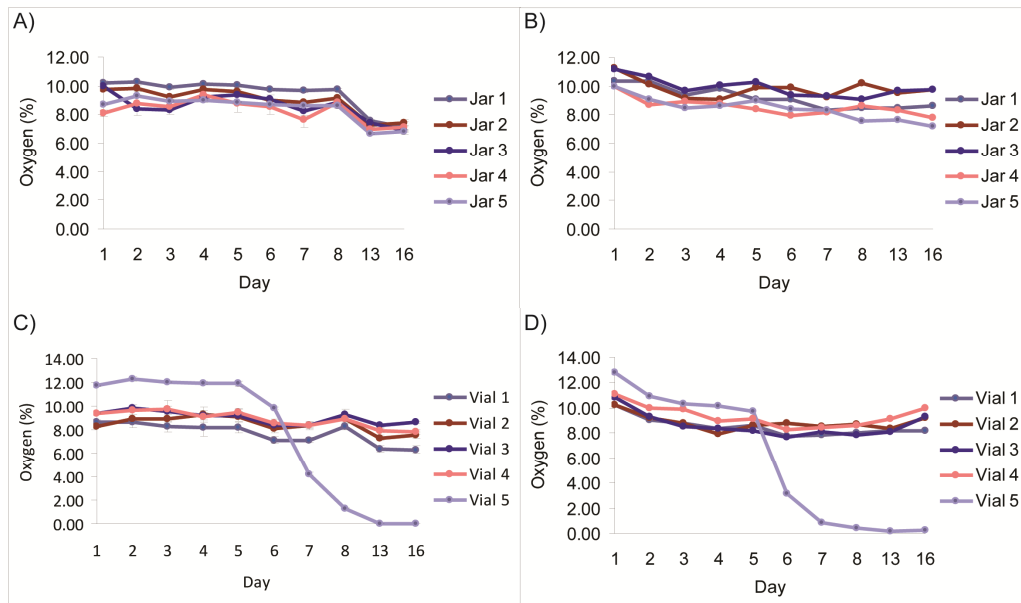 A)
12.00
10.00
8.00
6.00
4.00
2.00
0.00
Oxygen (%)
1 2 3 4 5 6 7 8 13 16
Day
Jar 1
Jar 2
Jar 3
Jar 4
Jar 5
B)
12.00
10.00
8.00
6.00
4.00
2.00
0.00
Oxygen (%)
1 2 3 4 5 6 7 8 13 16
Day
Jar 1
Jar 2
Jar 3
Jar 4
Jar 5
C)
14.00
12.00
10.00
8.00
6.00
4.00
2.00
0.00
Oxygen (%)
1 2 3 4 5 6 7 8 13 16
Day
Vial 1
Vial 2
Vial 3
Vial 4
Vial 5
D)
14.00
12.00
10.00
8.00
6.00
4.00
2.00
0.00
Oxygen (%)
1 2 3 4 5 6 7 8 13 16
Day
Vial 1
Vial 2
Vial 3
Vial 4
Vial 5